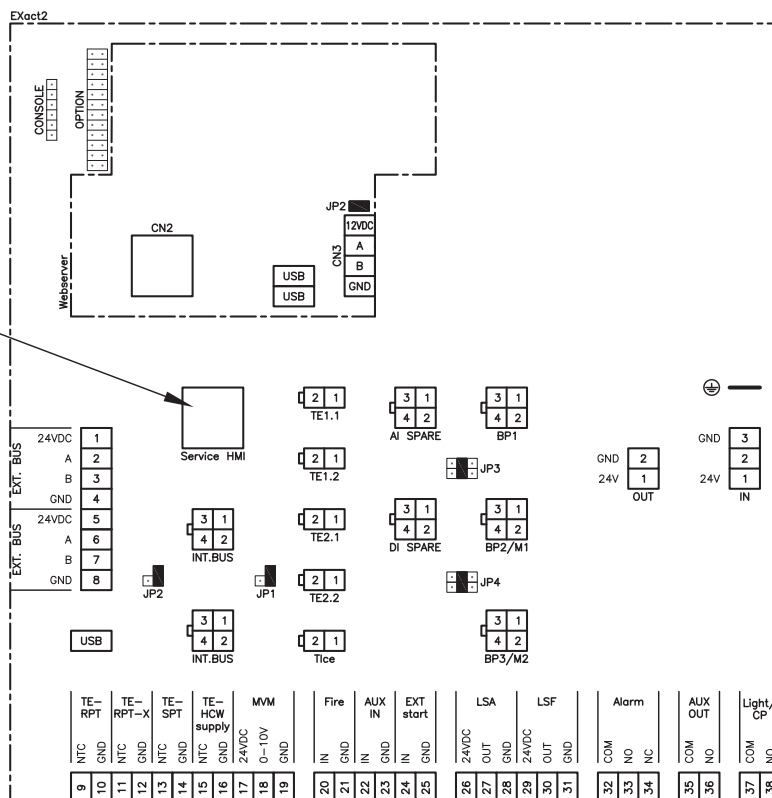 EXact2
CONSOLE
OPTION
Webserver
CN2
USB
USB
JP2
CN3
12VDC
A
B
GND
Service HMI
EXT. BUS
24VDC 1
A 2
B 3
GND 4
EXT. BUS
24VDC 5
A 6
B 7
GND 8
USB
JP2
3 1
4 2
INT.BUS
JP1
3 1
4 2
INT.BUS
2 1
TE1.1
2 1
TE1.2
2 1
TE2.1
2 1
TE2.2
2 1
TIce
3 1
4 2
AI SPARE
3 1
4 2
DI SPARE
3 1
4 2
BP1
JP3
3 1
4 2
BP2/M1
JP4
3 1
4 2
BP3/M2
GND 2
24V 1
OUT
GND 3
2
24V 1
IN
TE-
RPT
NTC GND
9 10
TE-
RPT-X
NTC GND
11 12
TE-
SPT
NTC GND
13 14
TE-
HCW
supply
NTC GND
15 16
MVM
24VDC 0-10V GND
17 18 19
Fire
IN GND
20 21
AUX
IN
IN GND
22 23
EXT
start
IN GND
24 25
LSA
24VDC OUT GND
26 27 28
LSF
24VDC OUT GND
29 30 31
Alarm
COM NO NC
32 33 34
AUX
OUT
COM NO
35 36
Light/
CP
COM NO
37 38